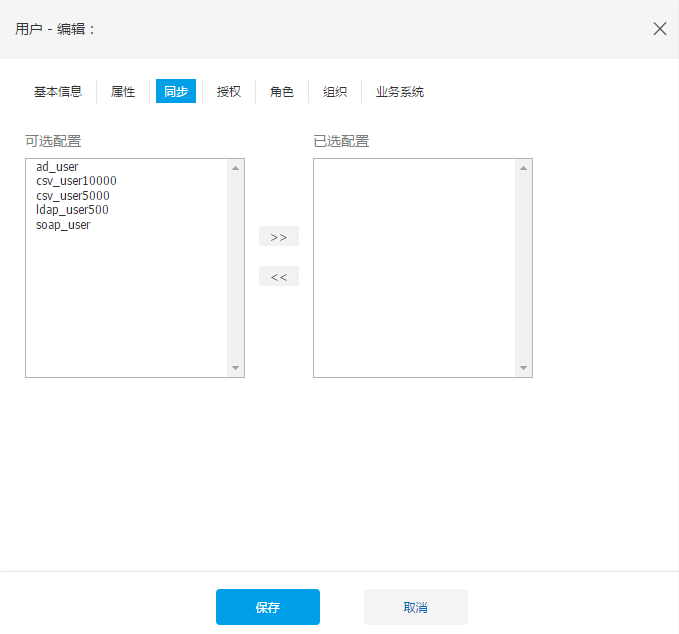 用户 - 编辑：
基本信息 属性 同步 授权 角色 组织 业务系统
可选配置 已选配置
ad_user
csv_user10000
csv_user5000
ldap_user500
soap_user
>>
<<
保存 取消